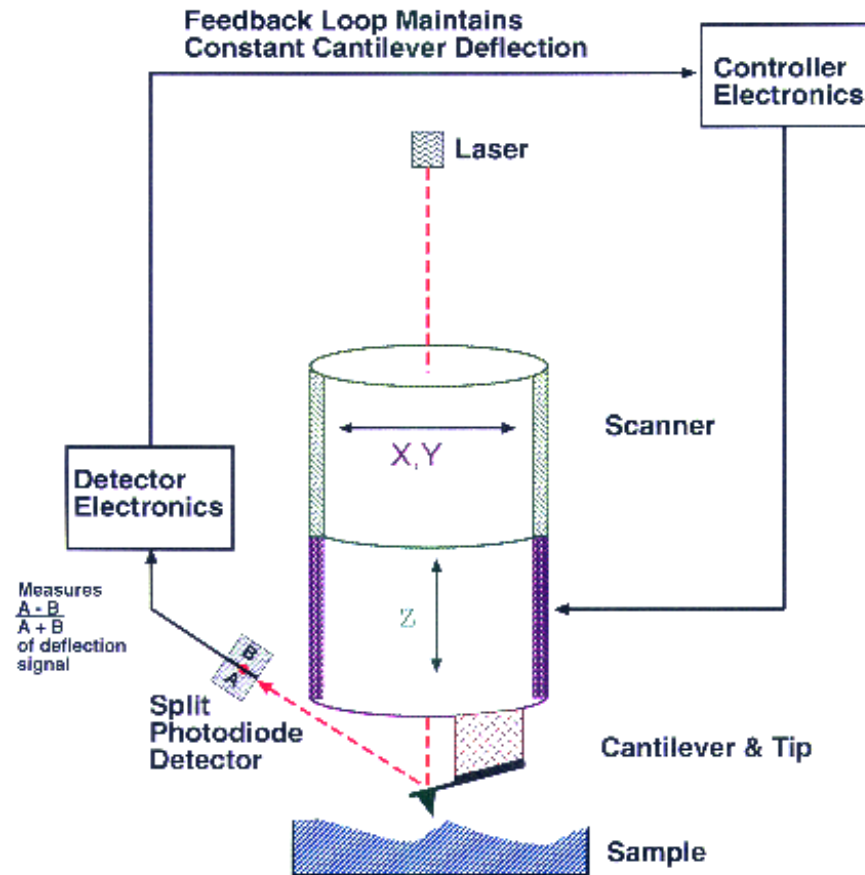 Feedback Loop Maintains
Constant Cantilever Deflection
Controller
Electronics
Laser
Scanner
X,Y
Detector
Electronics
Z
Measures
A - B
A + B
of deflection
signal
B
A
Split
Photodiode
Detector
Cantilever & Tip
Sample